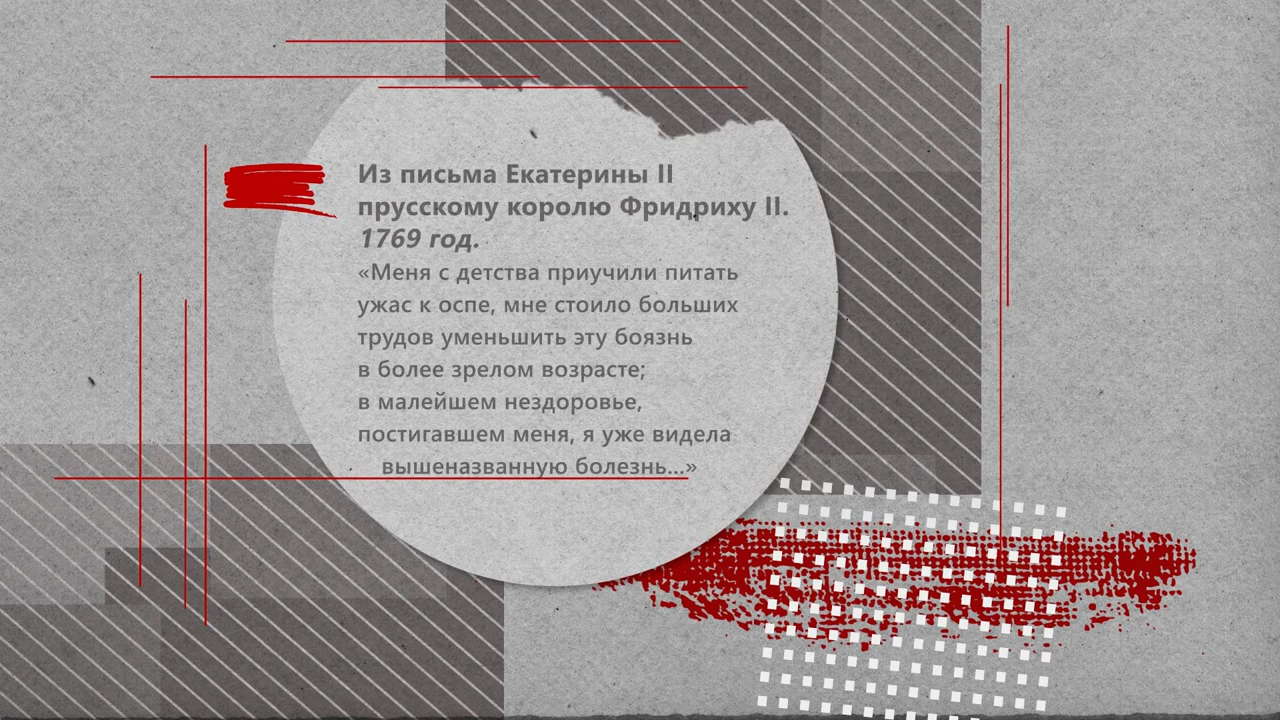 Из письма Екатерины II
прусскому королю Фридриху II.
1769 год.
«Меня с детства приучили питать
ужас к оспе, мне стоило больших
трудов уменьшить эту боязнь
в более зрелом возрасте;
в малейшем нездоровье,
постигавшем меня, я уже видела
вышеназванную болезнь...»